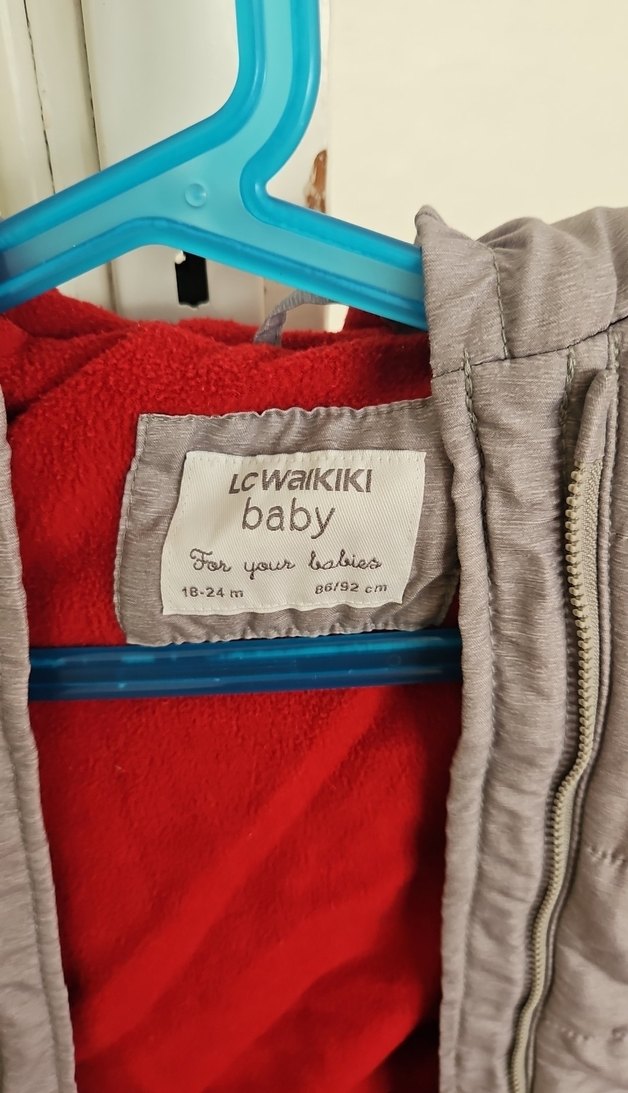 LC WAIKIKI
baby
For your babies
18-24 m 86/92 cm